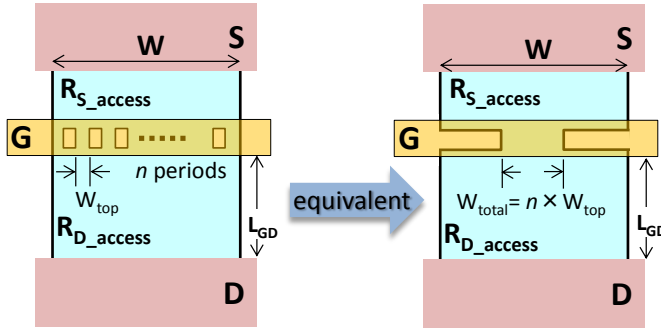 W
S
R_S_access
G
n periods
W_top
R_D_access
L_GD
D
equivalent
W
S
R_S_access
G
W_total= n × W_top
R_D_access
L_GD
D